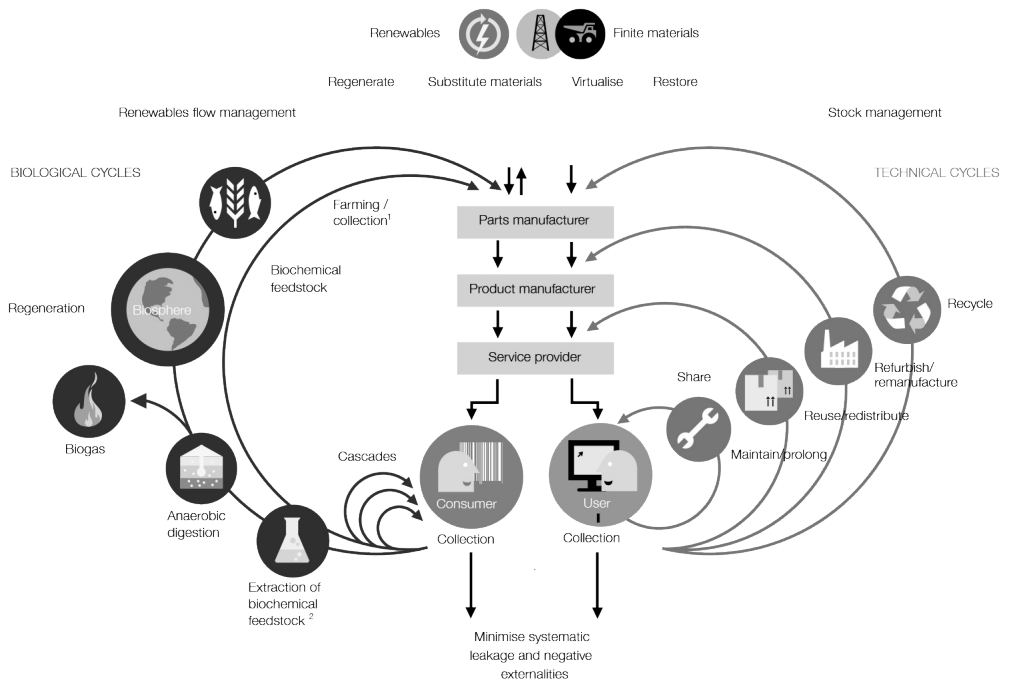 Renewables
Finite materials
Regenerate
Substitute materials
Virtualise
Restore
Renewables flow management
Stock management
BIOLOGICAL CYCLES
TECHNICAL CYCLES
Farming /
collection1
Parts manufacturer
Biochemical
feedstock
Product manufacturer
Regeneration
Biosphere
Recycle
Service provider
Refurbish/
remanufacture
Share
Reuse/redistribute
Biogas
Maintain/prolong
Cascades
Consumer
User
Anaerobic
digestion
Collection
Collection
Extraction of
biochemical
feedstock 2
Minimise systematic
leakage and negative
externalities